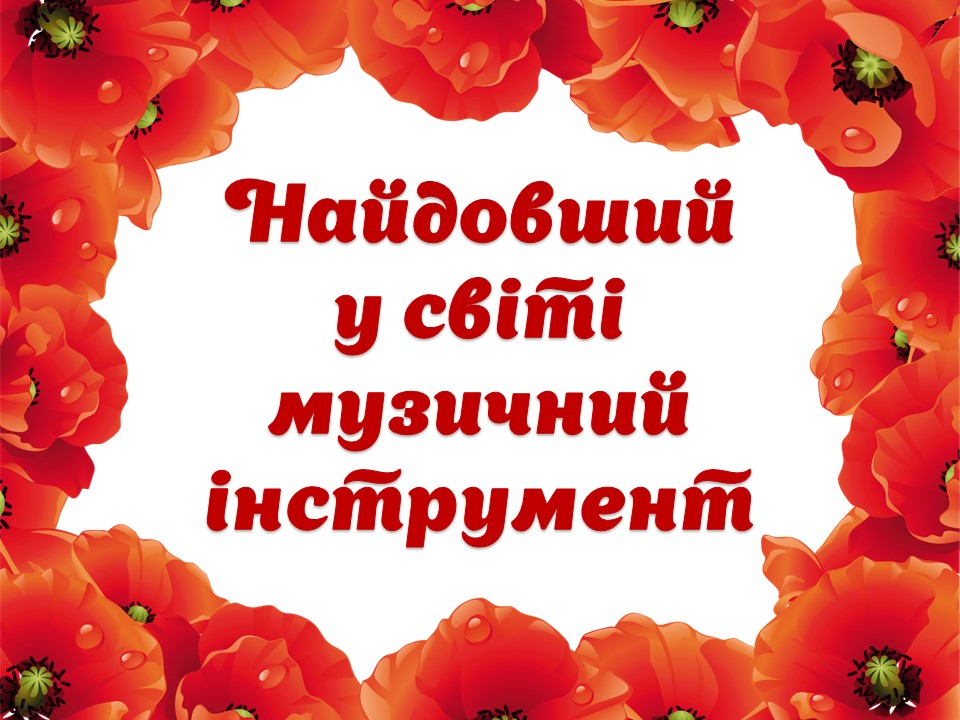 Найдовший
у світі
музичний
інструмент